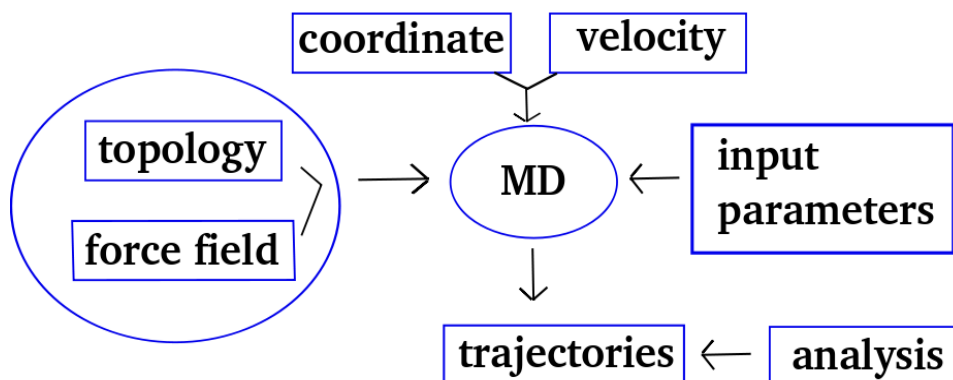 coordinate
velocity
topology
force field
MD
input
parameters
trajectories
analysis